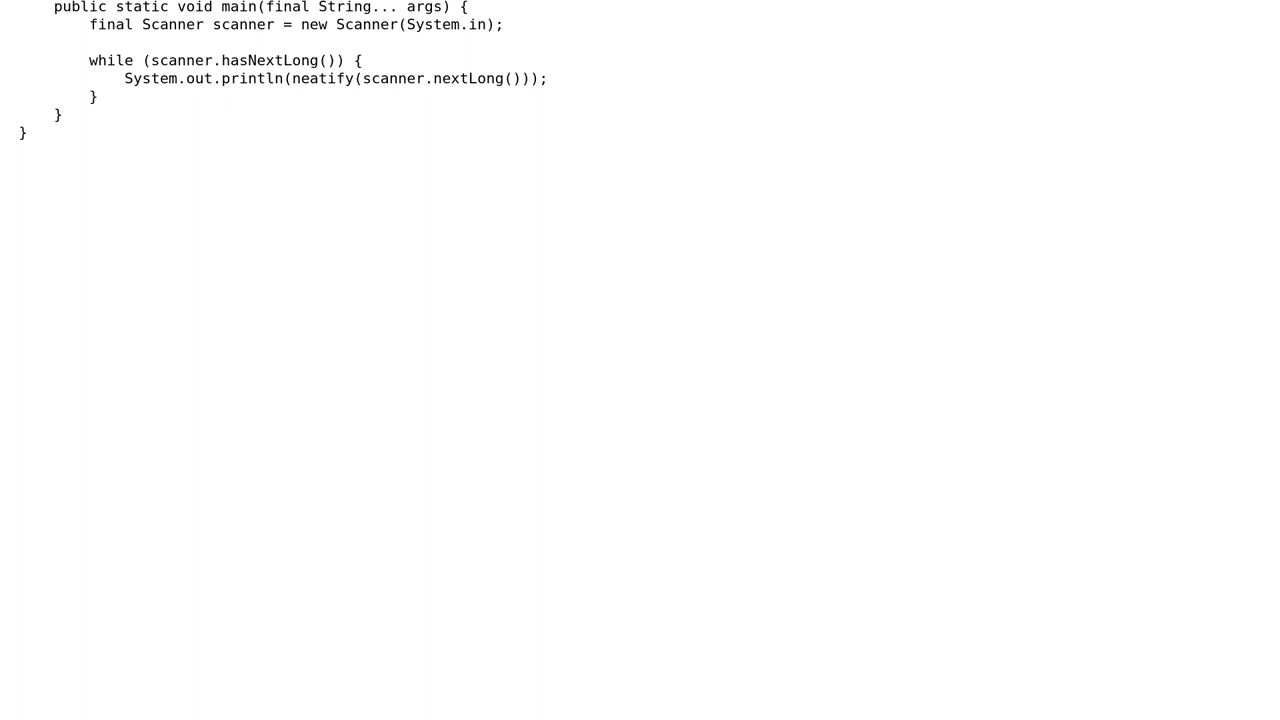 public static void main(final String... args) {
final Scanner scanner = new Scanner(System.in);
while (scanner.hasNextLong()) {
System.out.println(neatify(scanner.nextLong()));
}
}
}